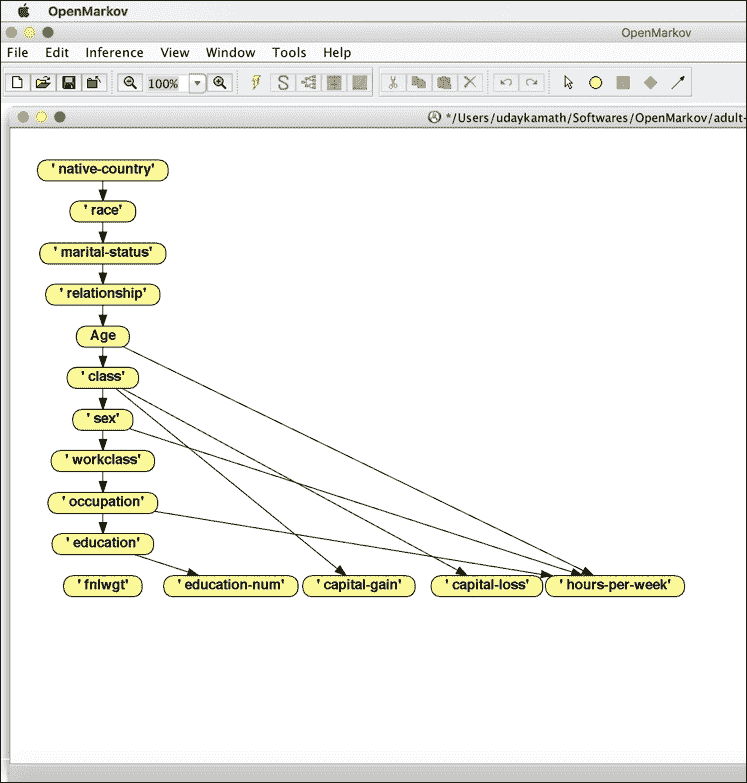 OpenMarkov
OpenMarkov
File Edit Inference View Window Tools Help
100%
*/Users/udaykamath/Softwares/OpenMarkov/adult-
' native-country'
' race'
' marital-status'
' relationship'
Age
' class'
' sex'
' workclass'
' occupation'
' education'
' fnlwgt' ' education-num' ' capital-gain' ' capital-loss' ' hours-per-week'